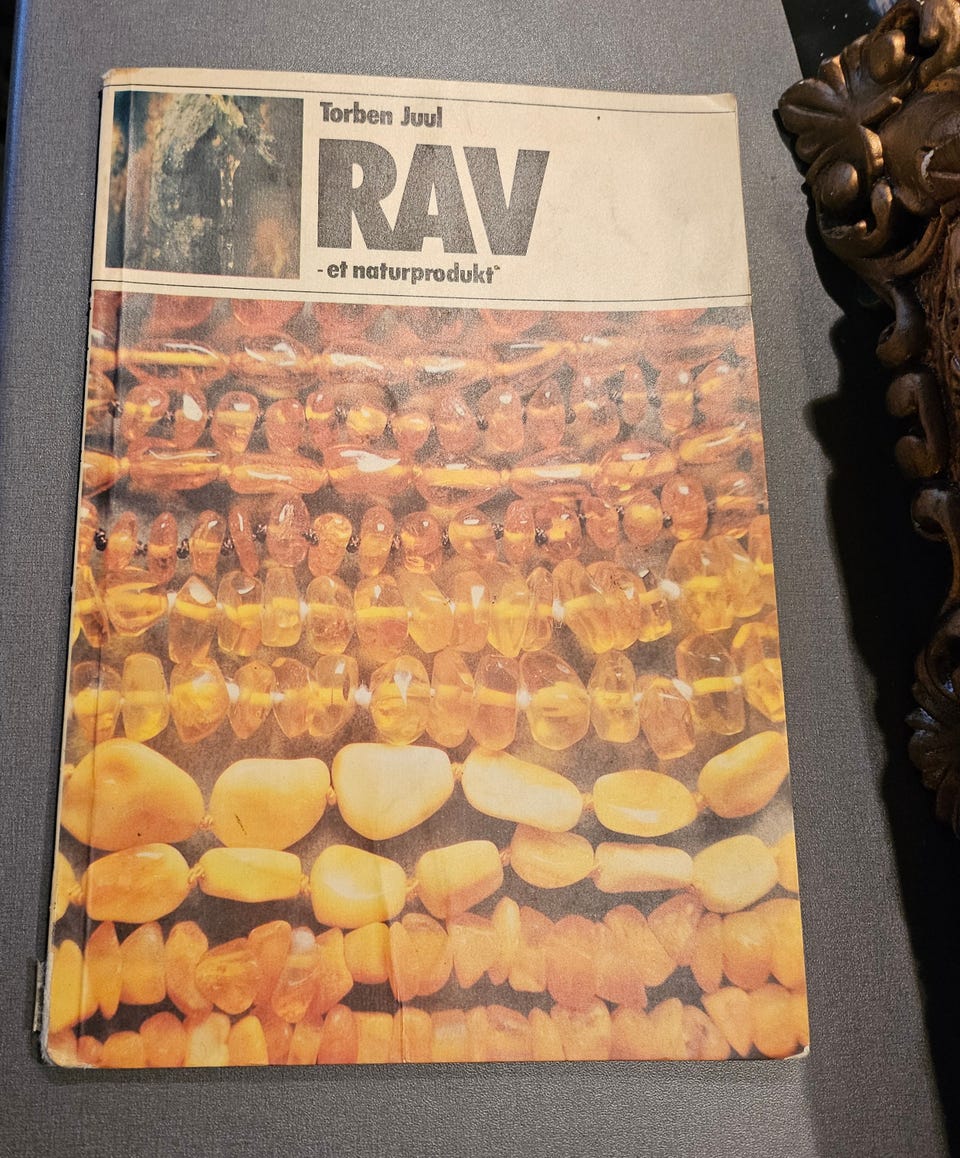 Torben Juul
RAV
- et naturprodukt